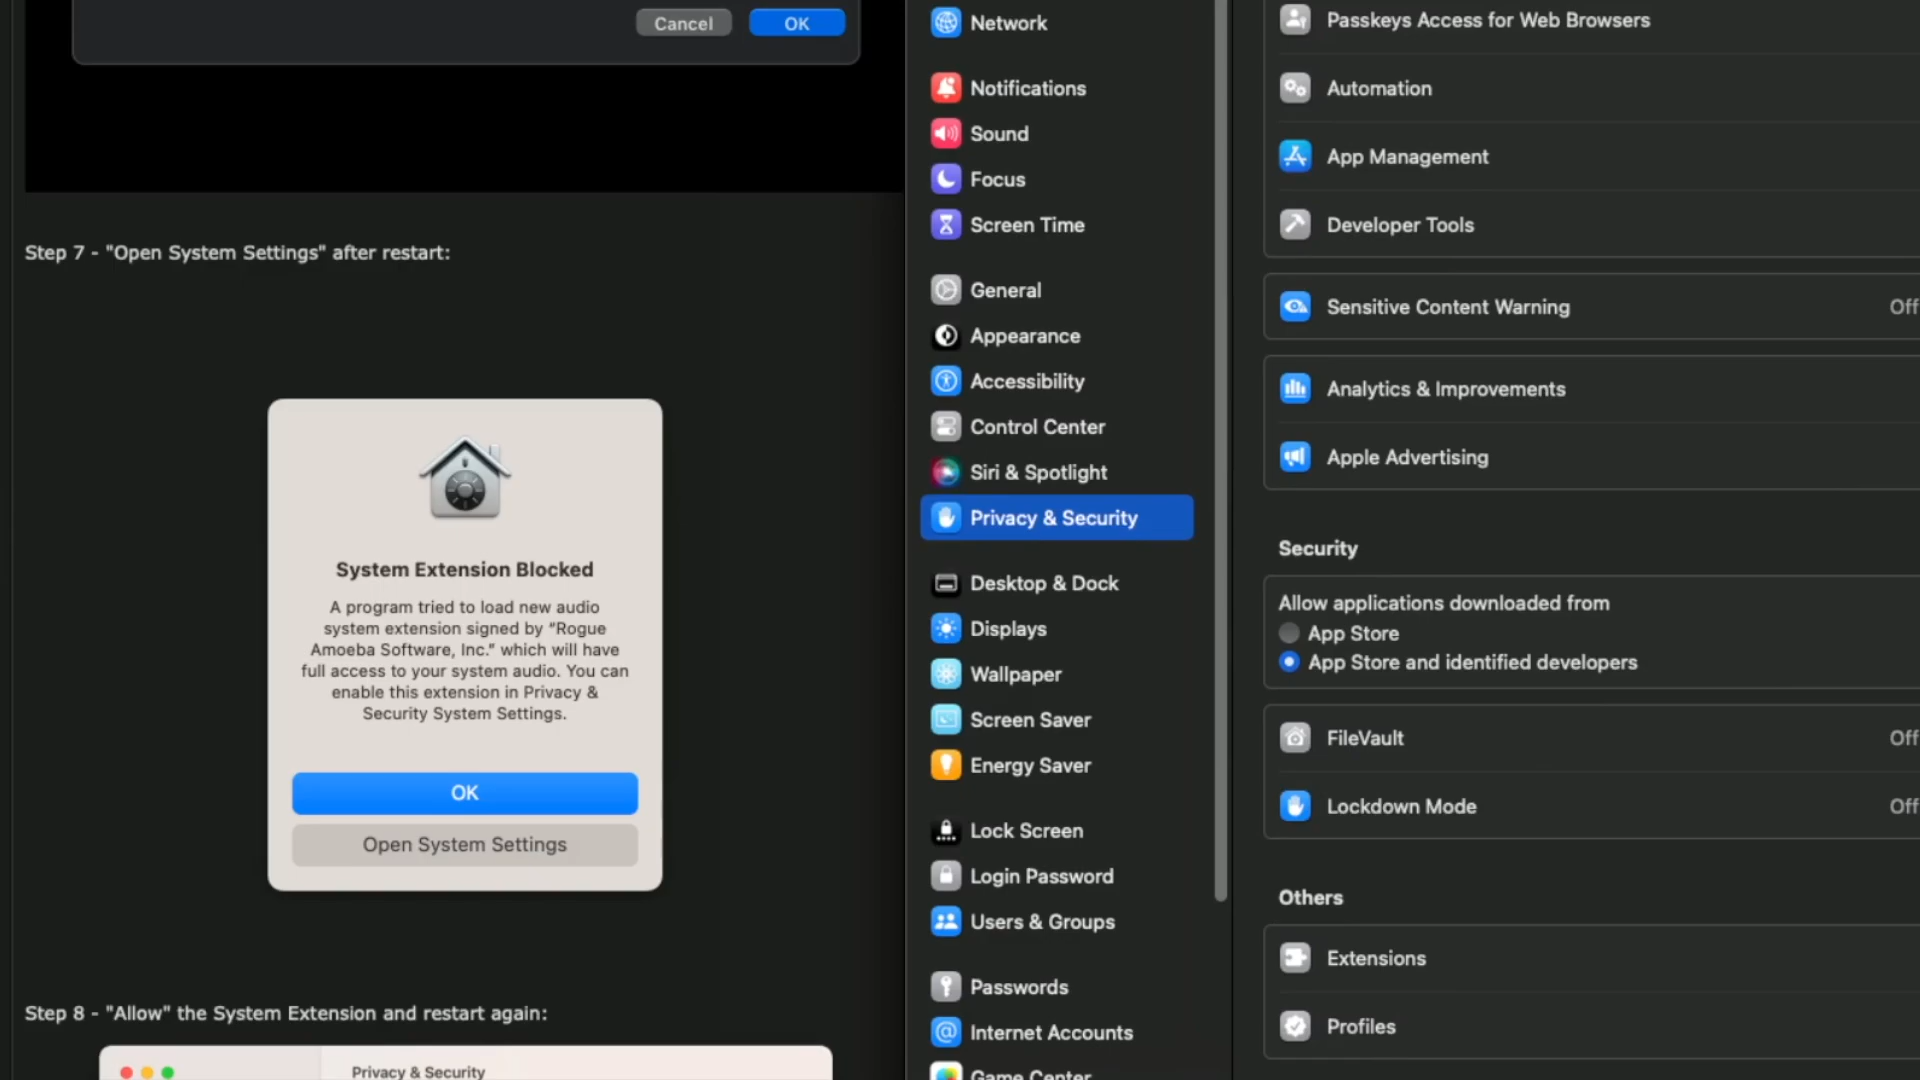 Cancel
OK
Step 7 - "Open System Settings" after restart:
System Extension Blocked
A program tried to load new audio
system extension signed by “Rogue
Amoeba Software, Inc.” which will have
full access to your system audio. You can
enable this extension in Privacy &
Security System Settings.
OK
Open System Settings
Step 8 - "Allow" the System Extension and restart again:
Privacy & Security
Network
Notifications
Sound
Focus
Screen Time
General
Appearance
Accessibility
Control Center
Siri & Spotlight
Privacy & Security
Desktop & Dock
Displays
Wallpaper
Screen Saver
Energy Saver
Lock Screen
Login Password
Users & Groups
Passwords
Internet Accounts
Game Center
Passkeys Access for Web Browsers
Automation
App Management
Developer Tools
Sensitive Content Warning
Off
Analytics & Improvements
Apple Advertising
Security
Allow applications downloaded from
App Store
App Store and identified developers
FileVault
Off
Lockdown Mode
Off
Others
Extensions
Profiles